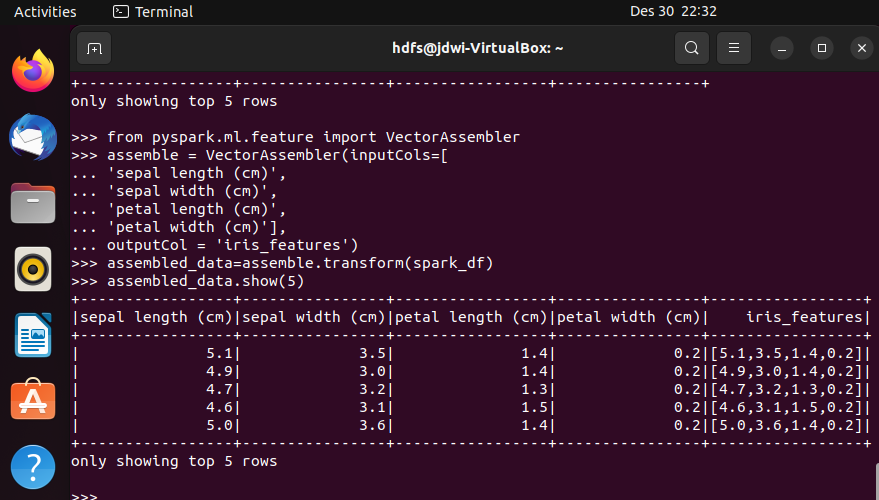 Activities Terminal Des 30 22:32
hdfs@jdwi-VirtualBox: ~
+-----------------+----------------+-----------------+----------------+
only showing top 5 rows
>>> from pyspark.ml.feature import VectorAssembler
>>> assemble = VectorAssembler(inputCols=[
... 'sepal length (cm)',
... 'sepal width (cm)',
... 'petal length (cm)',
... 'petal width (cm)'],
... outputCol = 'iris_features')
>>> assembled_data=assemble.transform(spark_df)
>>> assembled_data.show(5)
+-----------------+----------------+-----------------+----------------+-----------------+
|sepal length (cm)|sepal width (cm)|petal length (cm)|petal width (cm)|    iris_features|
+-----------------+----------------+-----------------+----------------+-----------------+
|              5.1|             3.5|              1.4|             0.2|[5.1,3.5,1.4,0.2]|
|              4.9|             3.0|              1.4|             0.2|[4.9,3.0,1.4,0.2]|
|              4.7|             3.2|              1.3|             0.2|[4.7,3.2,1.3,0.2]|
|              4.6|             3.1|              1.5|             0.2|[4.6,3.1,1.5,0.2]|
|              5.0|             3.6|              1.4|             0.2|[5.0,3.6,1.4,0.2]|
+-----------------+----------------+-----------------+----------------+-----------------+
only showing top 5 rows
>>>